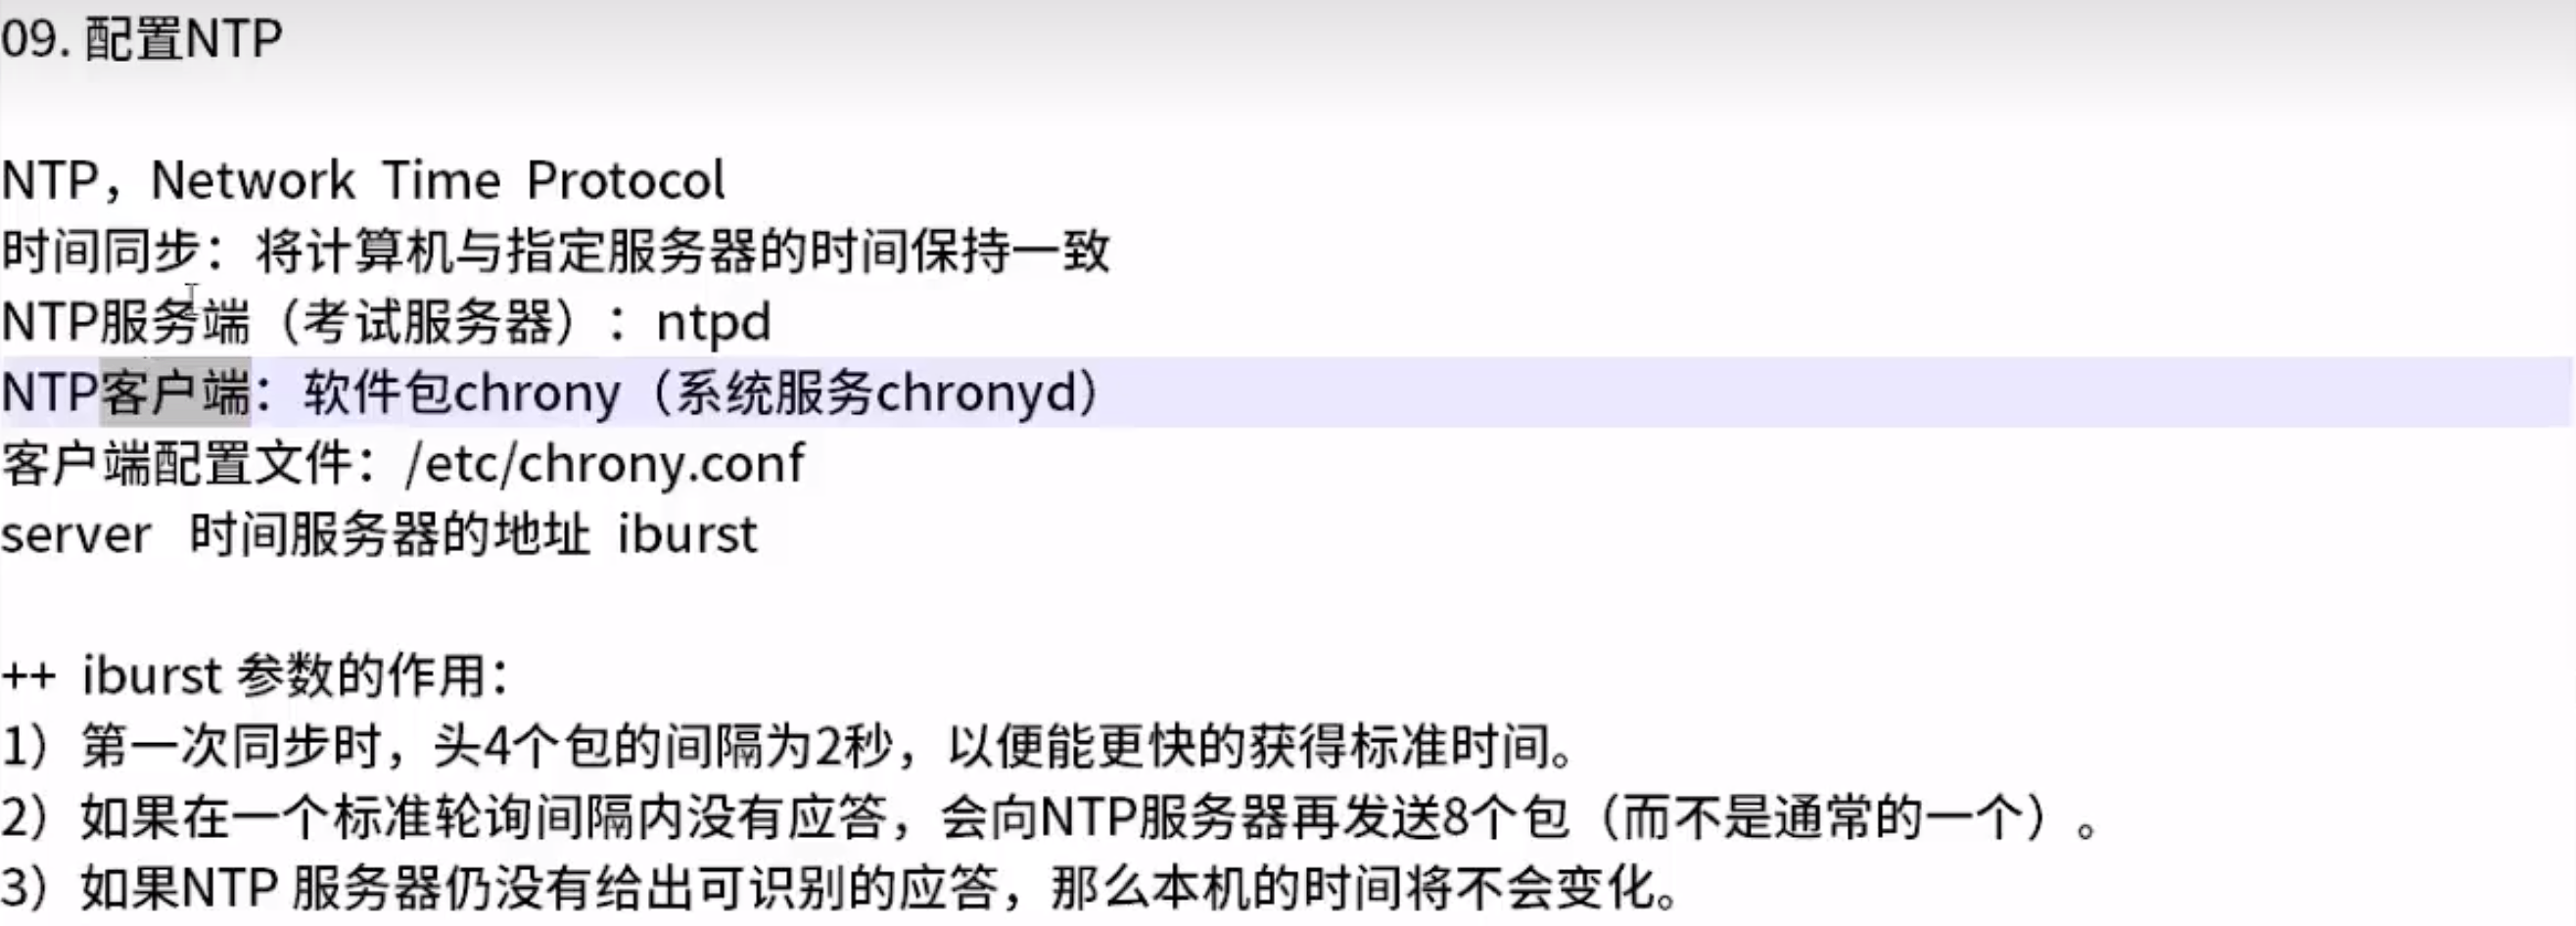 09. 配置NTP
NTP，Network Time Protocol
时间同步：将计算机与指定服务器的时间保持一致
NTP服务端（考试服务器）：ntpd
NTP客户端：软件包chrony（系统服务chronyd）
客户端配置文件：/etc/chrony.conf
server 时间服务器的地址 iburst
++ iburst 参数的作用：
1）第一次同步时，头4个包的间隔为2秒，以便能更快的获得标准时间。
2）如果在一个标准轮询间隔内没有应答，会向NTP服务器再发送8个包（而不是通常的一个）。
3）如果NTP 服务器仍没有给出可识别的应答，那么本机的时间将不会变化。